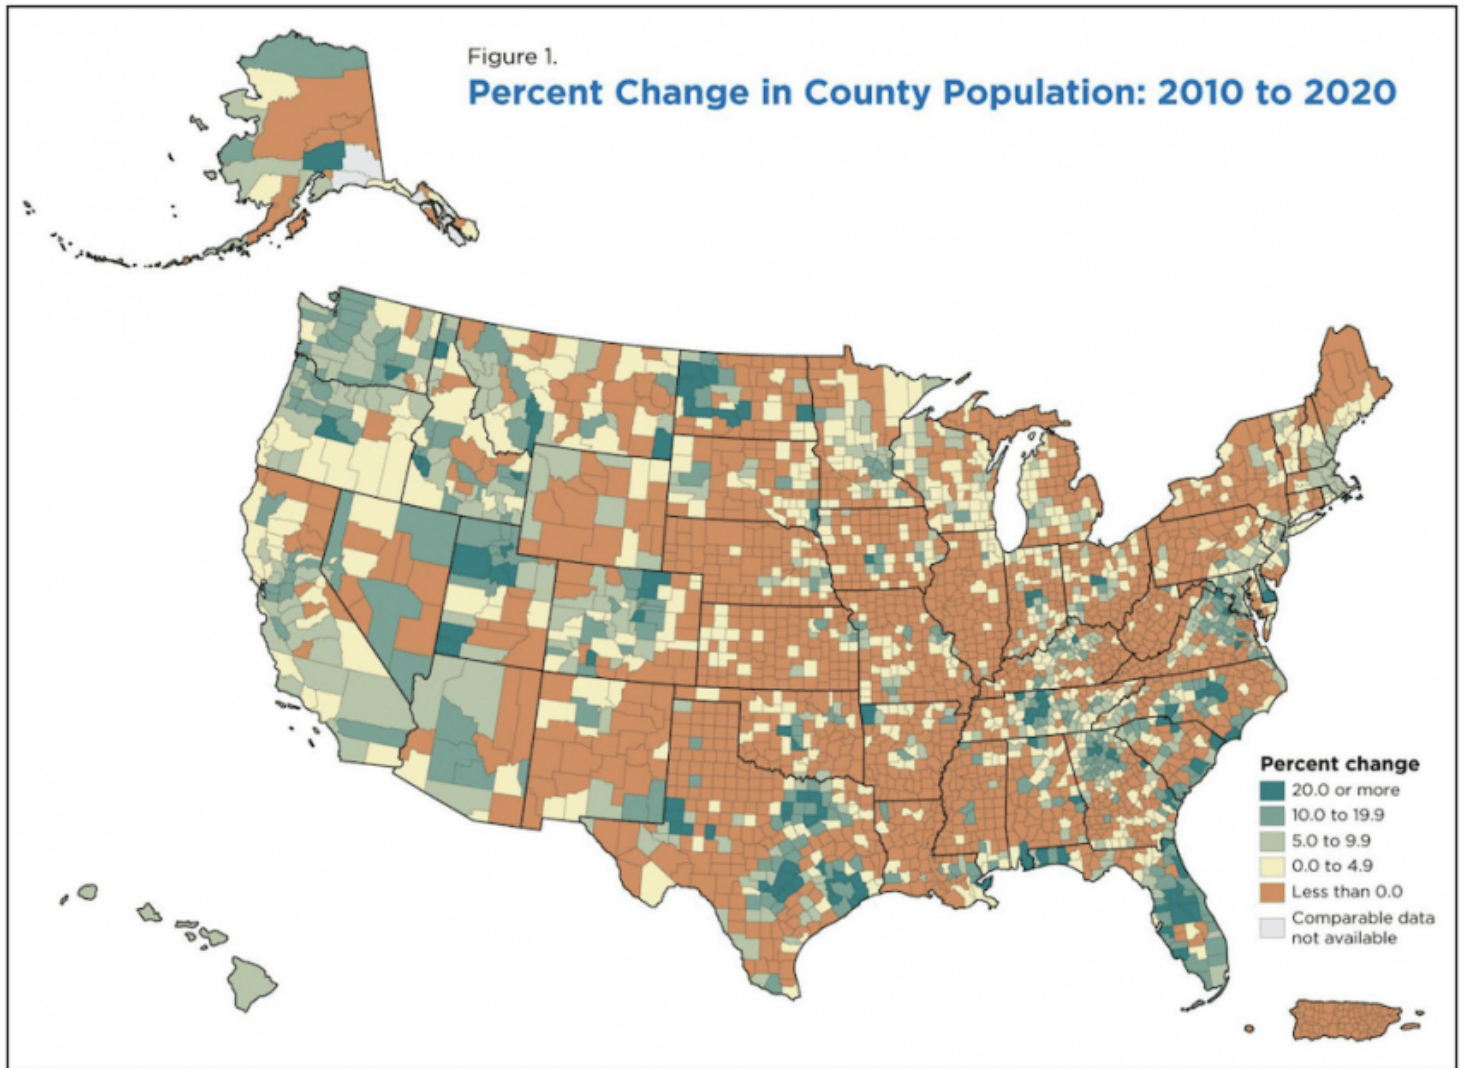 Figure 1.
Percent Change in County Population: 2010 to 2020
Percent change
20.0 or more
10.0 to 19.9
5.0 to 9.9
0.0 to 4.9
Less than 0.0
Comparable data
not available